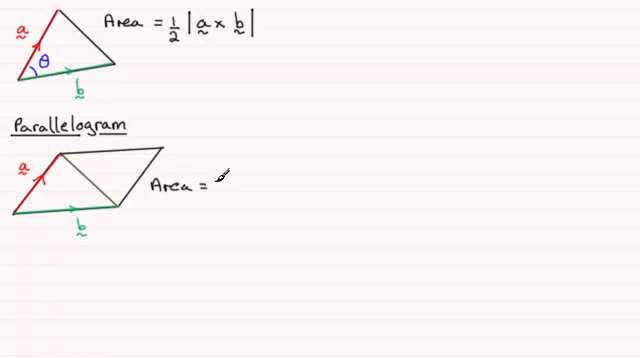 a
θ
b
Area = 1/2 |a × b|
Parallelogram
a
b
Area =